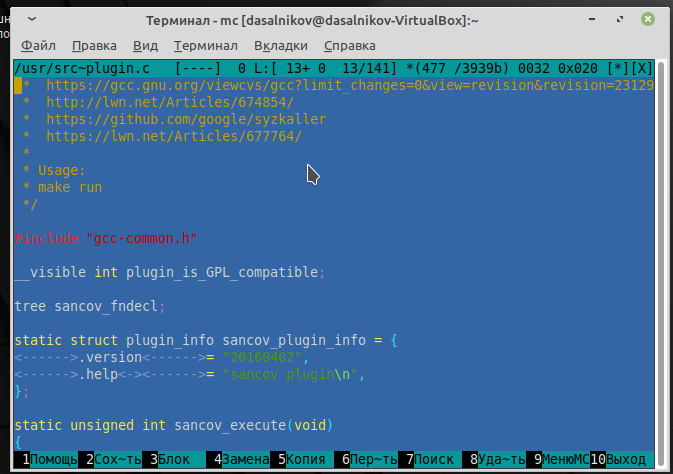 Терминал - mc [dasalnikov@dasalnikov-VirtualBox]:~
Файл Правка Вид Терминал Вкладки Справка
/usr/src~plugin.c [----] 0 L:[ 13+ 0 13/141] *(477 /3939b) 0032 0x020 [*][X]
* https://gcc.gnu.org/viewcvs/gcc?limit_changes=0&view=revision&revision=23129
* http://lwn.net/Articles/674854/
* https://github.com/google/syzkaller
* https://lwn.net/Articles/677764/
*
* Usage:
* make run
*/
#include "gcc-common.h"
__visible int plugin_is_GPL_compatible;
tree sancov_fndecl;
static struct plugin_info sancov_plugin_info = {
<------>.version<------>= "20160402",
<------>.help<-><------>= "sancov plugin\n",
};
static unsigned int sancov_execute(void)
{
1Помощь 2Сох~ть 3Блок 4Замена 5Копия 6Пер~ть 7Поиск 8Уда~ть 9МенюМС 10Выход